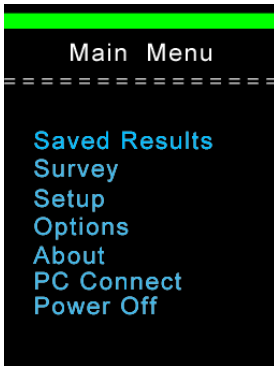 Main Menu
= = = = = = = = = = = = = = = = =
Saved Results
Survey
Setup
Options
About
PC Connect
Power Off